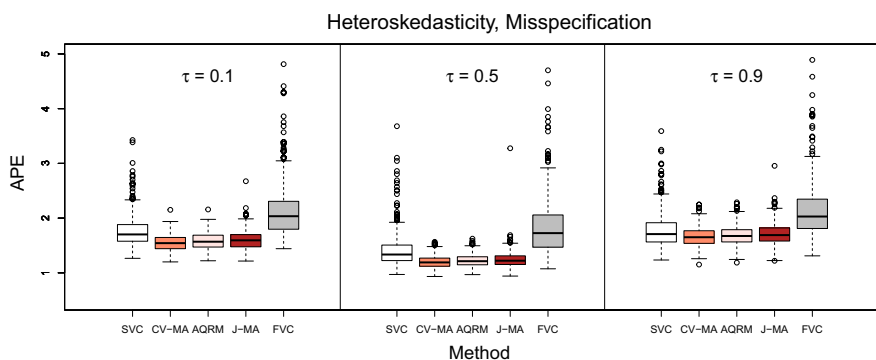 Heteroskedasticity, Misspecification
τ = 0.1
τ = 0.5
τ = 0.9
APE
5
4
3
2
1
SVC CV−MA AQRM J−MA FVC
SVC CV−MA AQRM J−MA FVC
SVC CV−MA AQRM J−MA FVC
Method